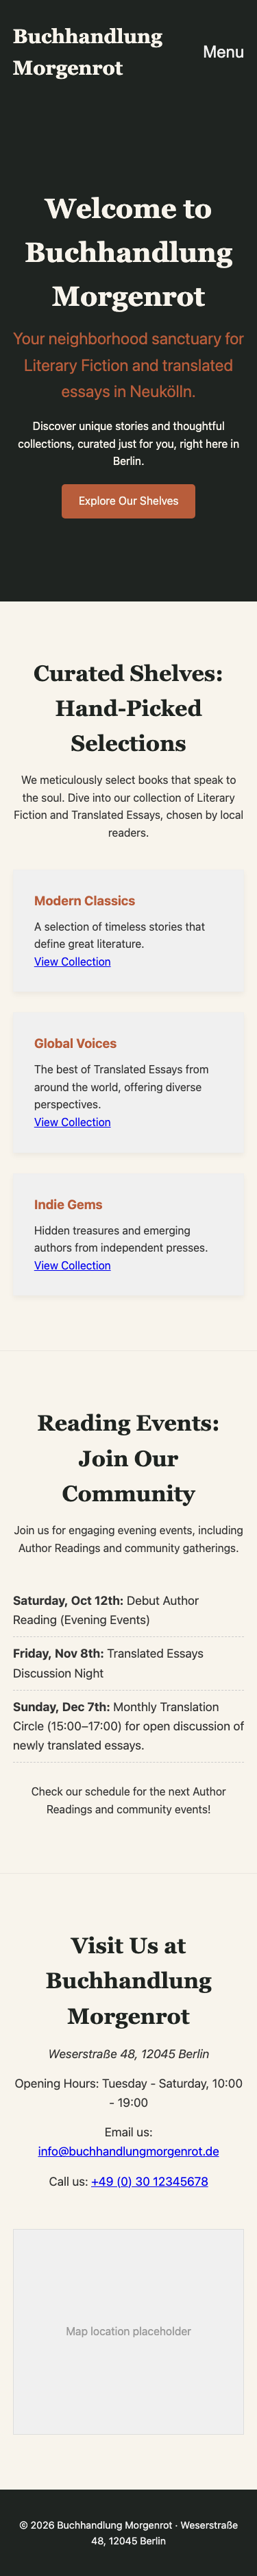 Buchhandlung
Morgenrot
Menu
Welcome to
Buchhandlung
Morgenrot
Your neighborhood sanctuary for
Literary Fiction and translated
essays in Neukölln.
Discover unique stories and thoughtful
collections, curated just for you, right here in
Berlin.
Explore Our Shelves
Curated Shelves:
Hand-Picked
Selections
We meticulously select books that speak to
the soul. Dive into our collection of Literary
Fiction and Translated Essays, chosen by local
readers.
Modern Classics
A selection of timeless stories that
define great literature.
View Collection
Global Voices
The best of Translated Essays from
around the world, offering diverse
perspectives.
View Collection
Indie Gems
Hidden treasures and emerging
authors from independent presses.
View Collection
Reading Events:
Join Our
Community
Join us for engaging evening events, including
Author Readings and community gatherings.
Saturday, Oct 12th: Debut Author
Reading (Evening Events)
Friday, Nov 8th: Translated Essays
Discussion Night
Sunday, Dec 7th: Monthly Translation
Circle (15:00–17:00) for open discussion of
newly translated essays.
Check our schedule for the next Author
Readings and community events!
Visit Us at
Buchhandlung
Morgenrot
Weserstraße 48, 12045 Berlin
Opening Hours: Tuesday - Saturday, 10:00
- 19:00
Email us:
info@buchhandlungmorgenrot.de
Call us: +49 (0) 30 12345678
Map location placeholder
© 2026 Buchhandlung Morgenrot · Weserstraße
48, 12045 Berlin